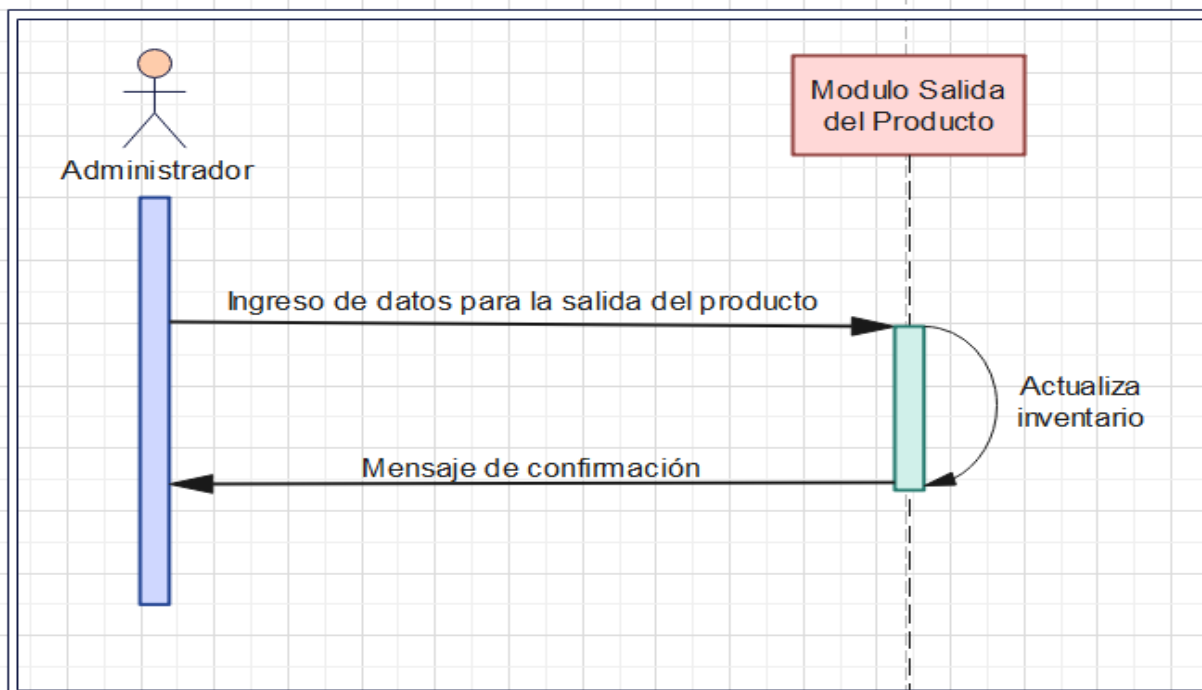 Modulo Salida
del Producto
Administrador
Ingreso de datos para la salida del producto
Actualiza
inventario
Mensaje de confirmación